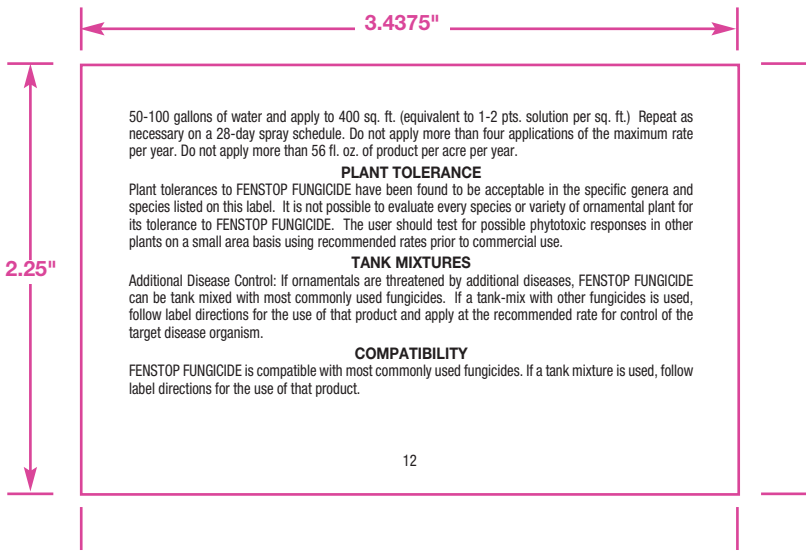 3.4375"
50-100 gallons of water and apply to 400 sq. ft. (equivalent to 1-2 pts. solution per sq. ft.)  Repeat as
necessary on a 28-day spray schedule. Do not apply more than four applications of the maximum rate
per year. Do not apply more than 56 fl. oz. of product per acre per year.
PLANT TOLERANCE
Plant tolerances to FENSTOP FUNGICIDE have been found to be acceptable in the specific genera and
species listed on this label.  It is not possible to evaluate every species or variety of ornamental plant for
its tolerance to FENSTOP FUNGICIDE.  The user should test for possible phytotoxic responses in other
plants on a small area basis using recommended rates prior to commercial use.
TANK MIXTURES
2.25"
Additional Disease Control: If ornamentals are threatened by additional diseases, FENSTOP FUNGICIDE
can be tank mixed with most commonly used fungicides.  If a tank-mix with other fungicides is used,
follow label directions for the use of that product and apply at the recommended rate for control of the
target disease organism.
COMPATIBILITY
FENSTOP FUNGICIDE is compatible with most commonly used fungicides. If a tank mixture is used, follow
label directions for the use of that product.
12